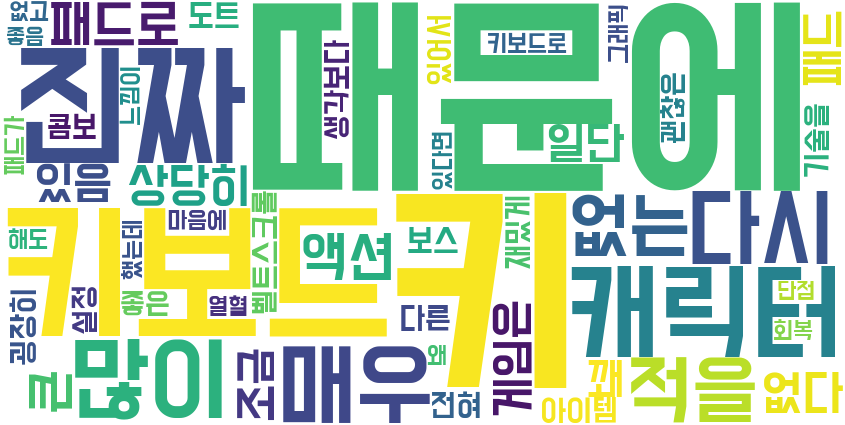 없고
좋음
패드로
도트
때문에
진짜
콤보
느낌이
생각보다
있어서
키보드로
그래픽
괜찮은
패드
기술을
패드가
일단
있다면
있음
상당히
마음에
벨트스크롤
키보드
키
해도
했는데
액션
보스
재밌게
없는
다시
캐릭터
굉장히
설정
좋은
열혈
다른
단점
회복
왜
게임은
큰
많이
조금
매우
전혀
아이템
깨
적을
없다